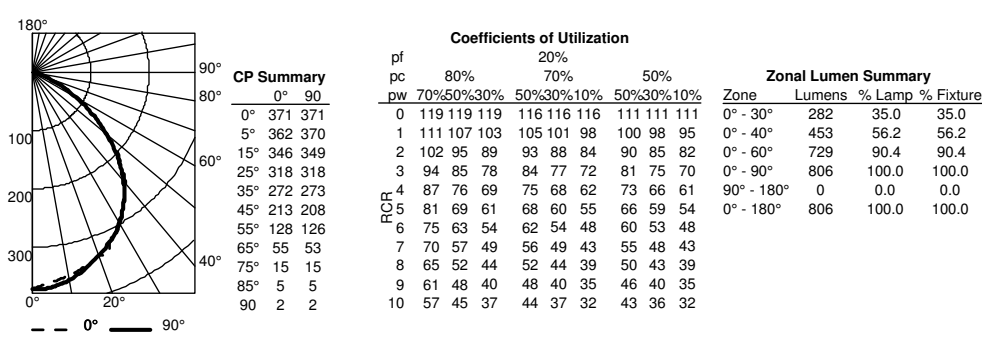 180°
90°
80°
60°
40°
20°
0°
100
200
300
0° 90°
CP Summary
0° 90
0° 371 371
5° 362 370
15° 346 349
25° 318 318
35° 272 273
45° 213 208
55° 128 126
65° 55 53
75° 15 15
85° 5 5
90 2 2
Coefficients of Utilization
pf 20%
pc 80% 70% 50%
pw 70%50%30% 50%30%10% 50%30%10%
RCR
0 119 119 119 116 116 116 111 111 111
1 111 107 103 105 101 98 100 98 95
2 102 95 89 93 88 84 90 85 82
3 94 85 78 84 77 72 81 75 70
4 87 76 69 75 68 62 73 66 61
5 81 69 61 68 60 55 66 59 54
6 75 63 54 62 54 48 60 53 48
7 70 57 49 56 49 43 55 48 43
8 65 52 44 52 44 39 50 43 39
9 61 48 40 48 40 35 46 40 35
10 57 45 37 44 37 32 43 36 32
Zonal Lumen Summary
Zone Lumens % Lamp % Fixture
0° - 30° 282 35.0 35.0
0° - 40° 453 56.2 56.2
0° - 60° 729 90.4 90.4
0° - 90° 806 100.0 100.0
90° - 180° 0 0.0 0.0
0° - 180° 806 100.0 100.0